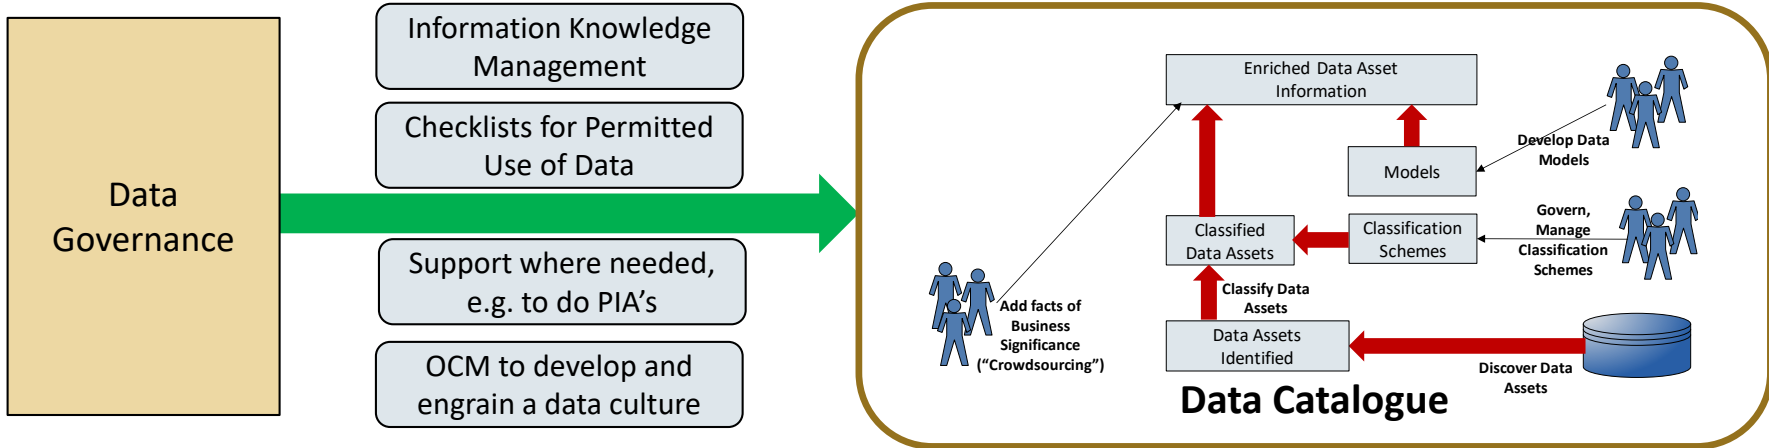 Data
Governance
Information Knowledge
Management
Checklists for Permitted
Use of Data
Support where needed,
e.g. to do PIA’s
OCM to develop and
engrain a data culture
Enriched Data Asset
Information
Develop Data
Models
Models
Classified
Data Assets
Classification
Schemes
Govern,
Manage
Classification
Schemes
Add facts of
Business
Significance
(“Crowdsourcing”)
Classify Data
Assets
Data Assets
Identified
Discover Data
Assets
Data Catalogue